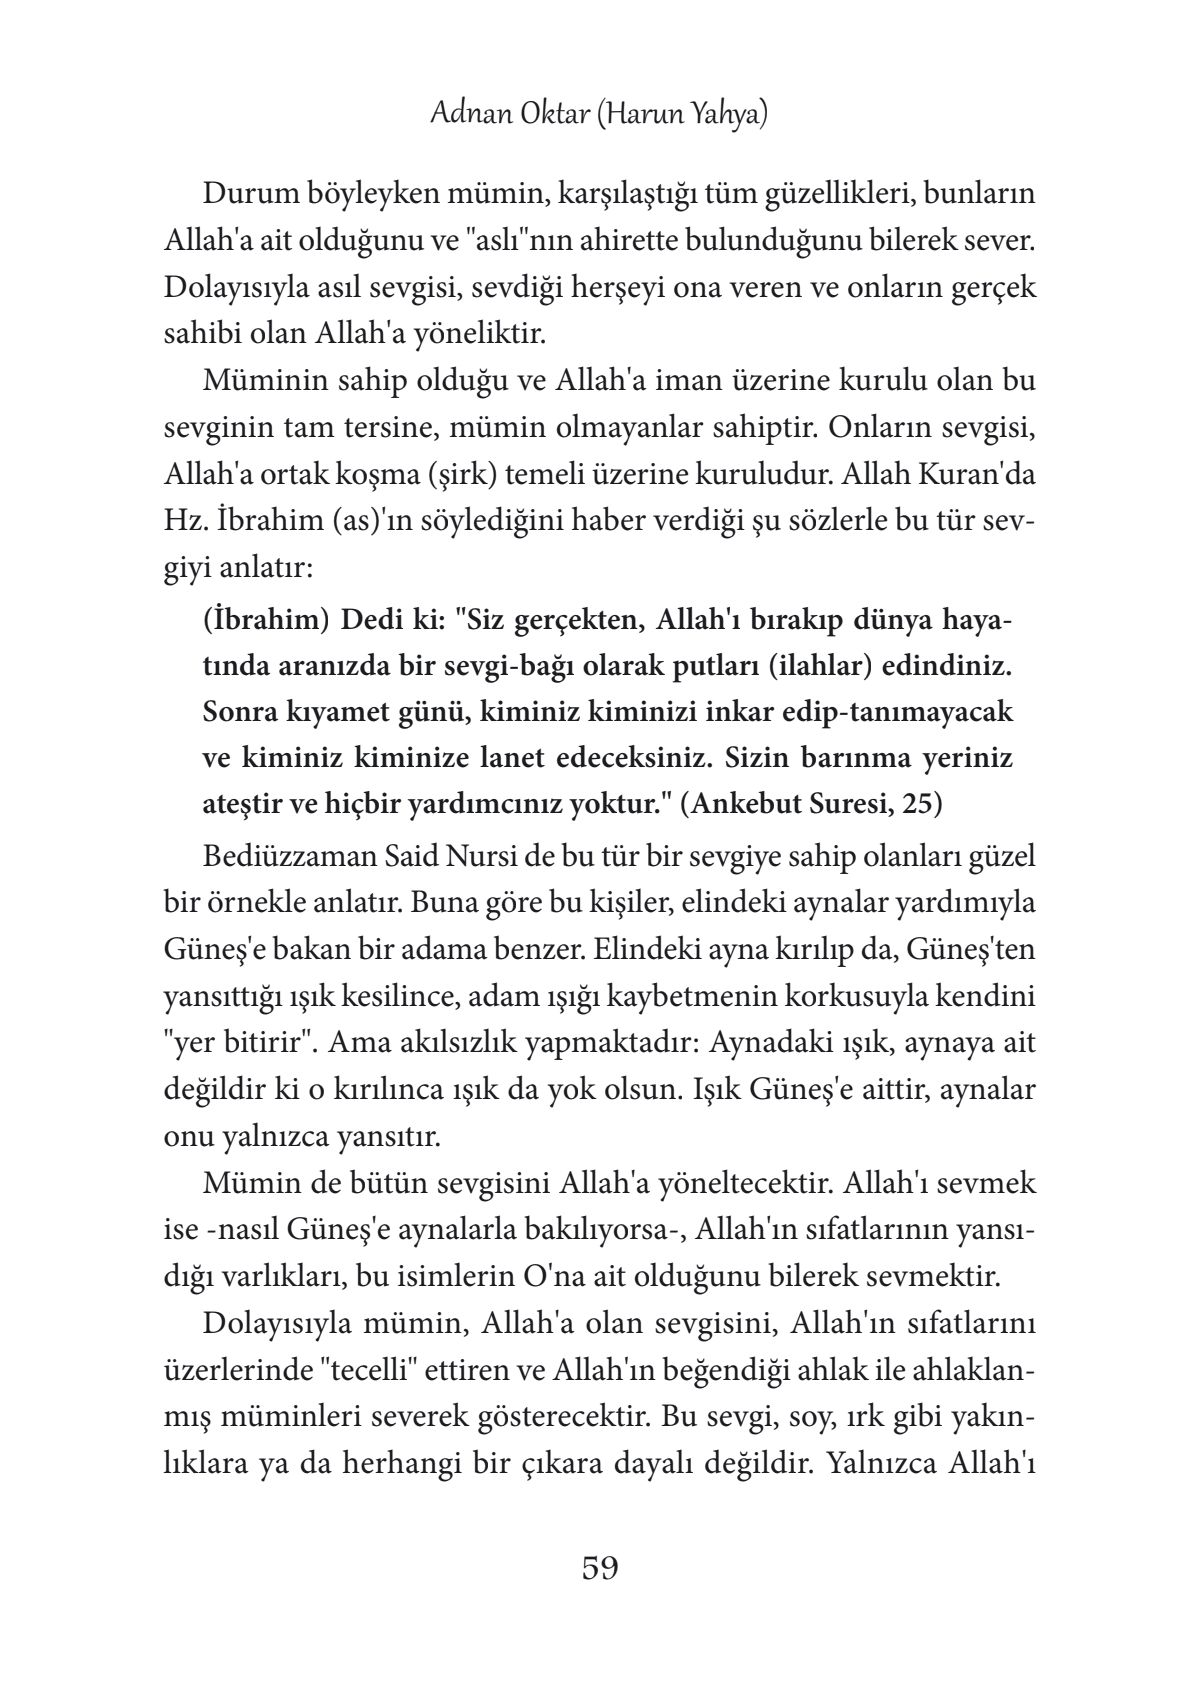 Adnan Oktar (Harun Yahya)
Durum böyleyken mümin, karşılaştığı tüm güzellikleri, bunların
Allah'a ait olduğunu ve "aslı"nın ahirette bulunduğunu bilerek sever.
Dolayısıyla asıl sevgisi, sevdiği herşeyi ona veren ve onların gerçek
sahibi olan Allah'a yöneliktir.
Müminin sahip olduğu ve Allah'a iman üzerine kurulu olan bu
sevginin tam tersine, mümin olmayanlar sahiptir. Onların sevgisi,
Allah'a ortak koşma (şirk) temeli üzerine kuruludur. Allah Kuran'da
Hz. İbrahim (as)'ın söylediğini haber verdiği şu sözlerle bu tür sev-
giyi anlatır:
(İbrahim) Dedi ki: "Siz gerçekten, Allah'ı bırakıp dünya haya-
tında aranızda bir sevgi-bağı olarak putları (ilahlar) edindiniz.
Sonra kıyamet günü, kiminiz kiminizi inkar edip-tanımayacak
ve kiminiz kiminize lanet edeceksiniz. Sizin barınma yeriniz
ateştir ve hiçbir yardımcınız yoktur." (Ankebut Suresi, 25)
Bediüzzaman Said Nursi de bu tür bir sevgiye sahip olanları güzel
bir örnekle anlatır. Buna göre bu kişiler, elindeki aynalar yardımıyla
Güneş'e bakan bir adama benzer. Elindeki ayna kırılıp da, Güneş'ten
yansıttığı ışık kesilince, adam ışığı kaybetmenin korkusuyla kendini
"yer bitirir". Ama akılsızlık yapmaktadır: Aynadaki ışık, aynaya ait
değildir ki o kırılınca ışık da yok olsun. Işık Güneş'e aittir, aynalar
onu yalnızca yansıtır.
Mümin de bütün sevgisini Allah'a yöneltecektir. Allah'ı sevmek
ise -nasıl Güneş'e aynalarla bakılıyorsa-, Allah'ın sıfatlarının yansı-
dığı varlıkları, bu isimlerin O'na ait olduğunu bilerek sevmektir.
Dolayısıyla mümin, Allah'a olan sevgisini, Allah'ın sıfatlarını
üzerlerinde "tecelli" ettiren ve Allah'ın beğendiği ahlak ile ahlaklan-
mış müminleri severek gösterecektir. Bu sevgi, soy, ırk gibi yakın-
lıklara ya da herhangi bir çıkara dayalı değildir. Yalnızca Allah'ı
59